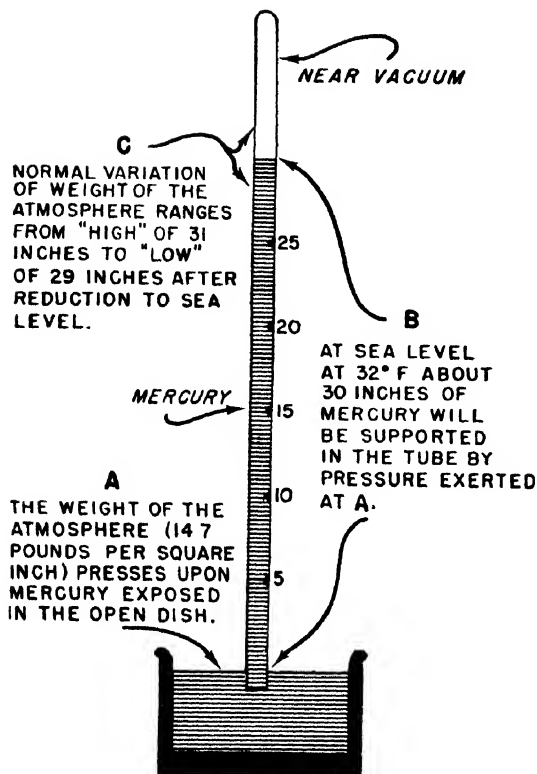 NEAR VACUUM
C
NORMAL VARIATION
OF WEIGHT OF THE
ATMOSPHERE RANGES
FROM "HIGH" OF 31
INCHES TO "LOW"
OF 29 INCHES AFTER
REDUCTION TO SEA
LEVEL.
25
20
B
AT SEA LEVEL
AT 32° F ABOUT
30 INCHES OF
MERCURY WILL
BE SUPPORTED
IN THE TUBE BY
PRESSURE EXERTED
AT A.
MERCURY
15
10
A
THE WEIGHT OF THE
ATMOSPHERE (14 7
POUNDS PER SQUARE
INCH) PRESSES UPON
MERCURY EXPOSED
IN THE OPEN DISH.
5